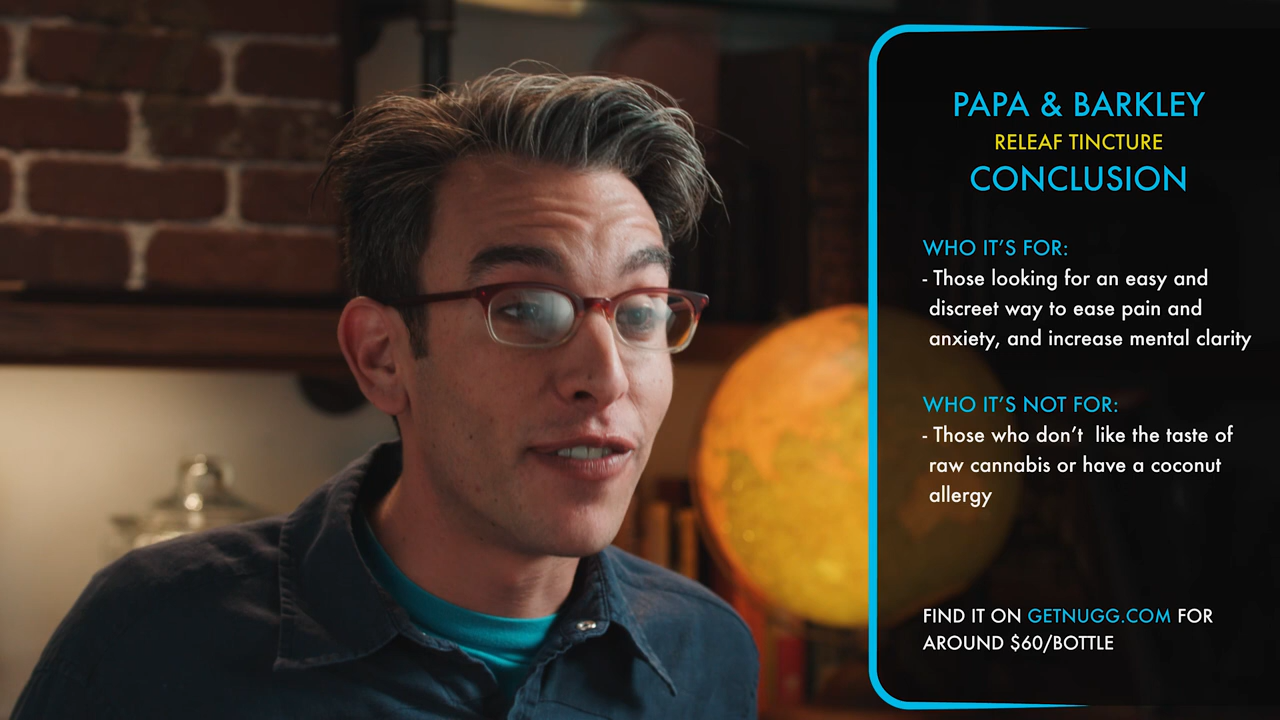 PAPA & BARKLEY
RELEAF TINCTURE
CONCLUSION
WHO IT'S FOR:
- Those looking for an easy and
discreet way to ease pain and
anxiety, and increase mental clarity
WHO IT'S NOT FOR:
- Those who don't like the taste of
raw cannabis or have a coconut
allergy
FIND IT ON GETNUGG.COM FOR
AROUND $60/BOTTLE